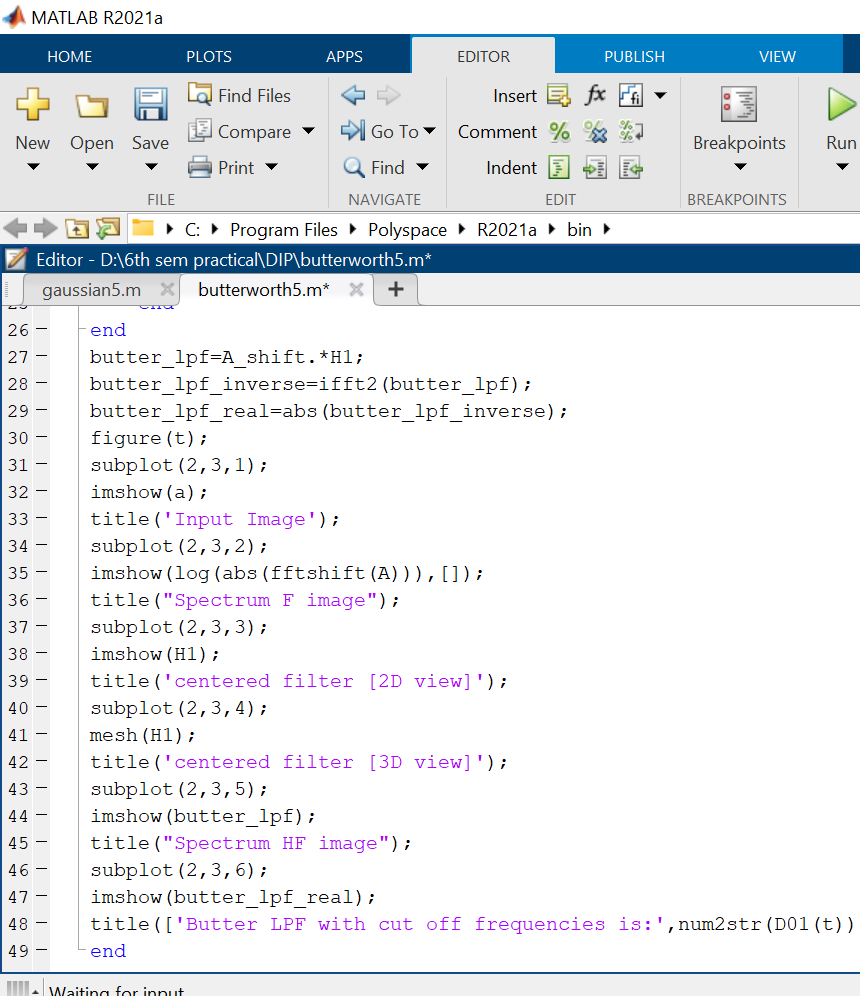 MATLAB R2021a
HOME PLOTS APPS EDITOR PUBLISH VIEW
New Open Save Find Files Compare Print Go To Find Insert fx Comment Indent Breakpoints Run
FILE NAVIGATE EDIT BREAKPOINTS
C: Program Files Polyspace R2021a bin
Editor - D:\6th sem practical\DIP\butterworth5.m*
gaussian5.m butterworth5.m* +
25 end
26 end
27 butter_lpf=A_shift.*H1;
28 butter_lpf_inverse=ifft2(butter_lpf);
29 butter_lpf_real=abs(butter_lpf_inverse);
30 figure(t);
31 subplot(2,3,1);
32 imshow(a);
33 title('Input Image');
34 subplot(2,3,2);
35 imshow(log(abs(fftshift(A))),[]);
36 title("Spectrum F image");
37 subplot(2,3,3);
38 imshow(H1);
39 title('centered filter [2D view]');
40 subplot(2,3,4);
41 mesh(H1);
42 title('centered filter [3D view]');
43 subplot(2,3,5);
44 imshow(butter_lpf);
45 title("Spectrum HF image");
46 subplot(2,3,6);
47 imshow(butter_lpf_real);
48 title(['Butter LPF with cut off frequencies is:',num2str(D01(t))
49 end
Waiting for input